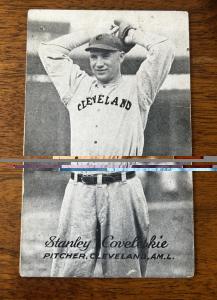 CLEVELAND
Stanley Coveleskie
PITCHER, CLEVELAND, AM. L.